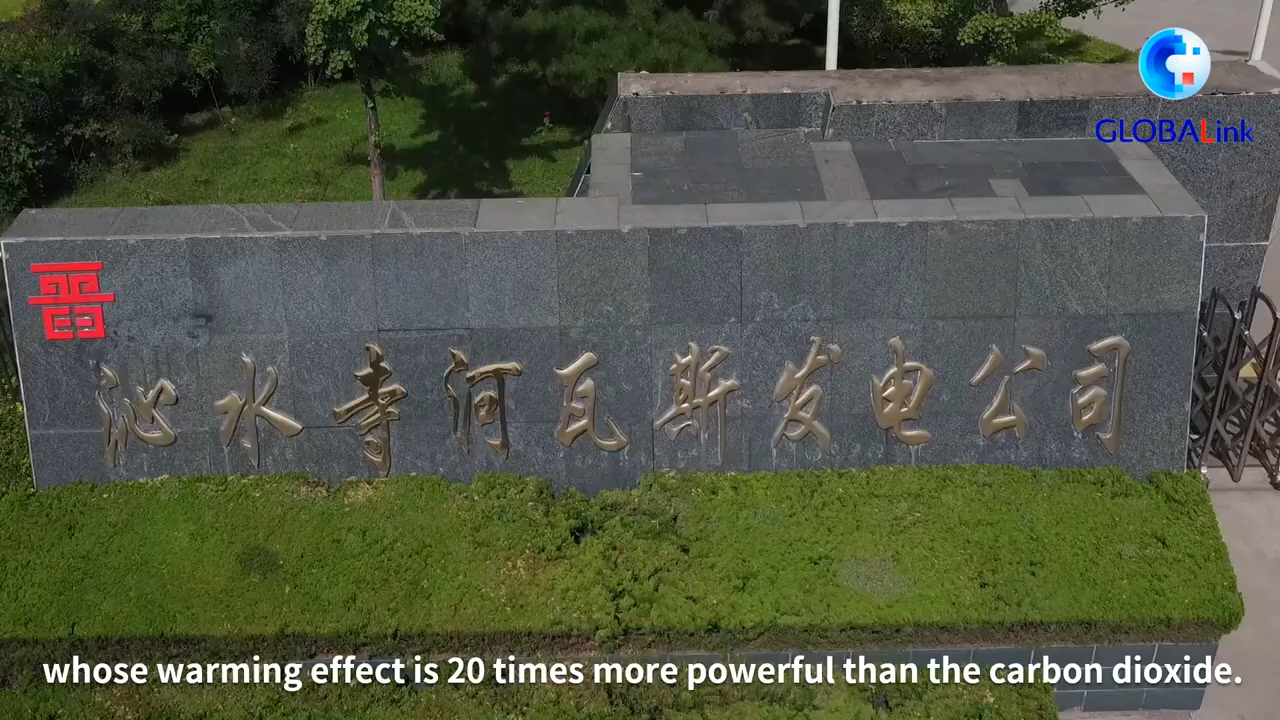 GLOBALink
晋
沁水寺河瓦斯发电公司
whose warming effect is 20 times more powerful than the carbon dioxide.